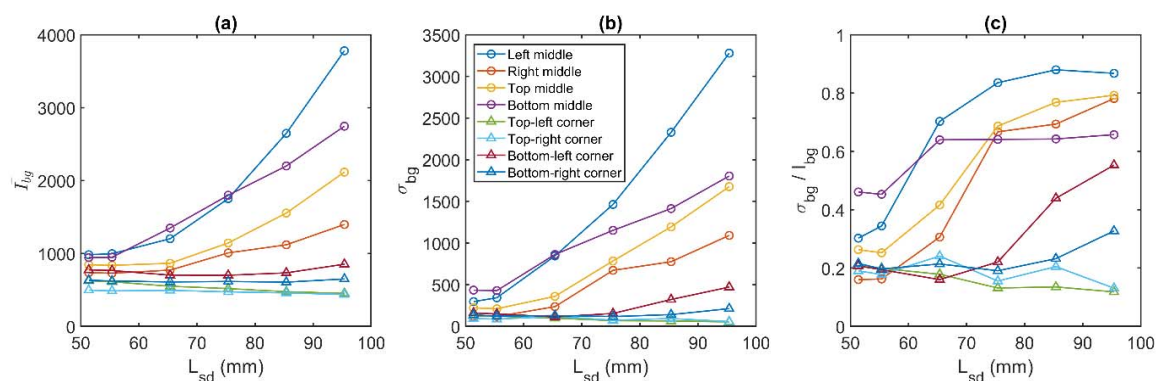 (a)
4000
3000
2000
1000
0
50 60 70 80 90 100
Ī_bg
L_sd (mm)
(b)
3500
3000
2500
2000
1500
1000
500
0
50 60 70 80 90 100
σ_bg
L_sd (mm)
Left middle
Right middle
Top middle
Bottom middle
Top-left corner
Top-right corner
Bottom-left corner
Bottom-right corner
(c)
1
0.8
0.6
0.4
0.2
0
50 60 70 80 90 100
σ_bg / I_bg
L_sd (mm)